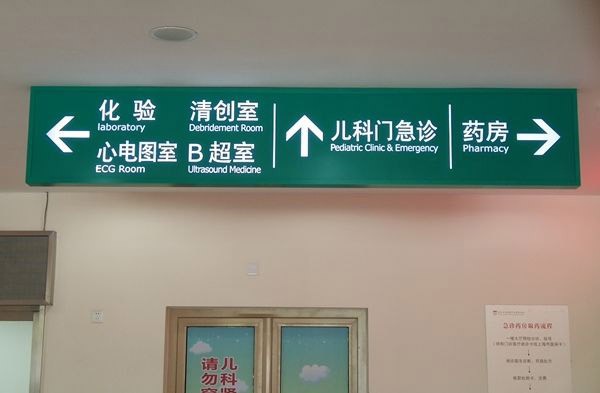 化验 清创室
laboratory Debridement Room
心电图室 B超室
ECG Room Ultrasound Medicine
儿科门急诊
Pediatric Clinic & Emergency
药房
Pharmacy
急诊药房取药流程
儿科
请勿